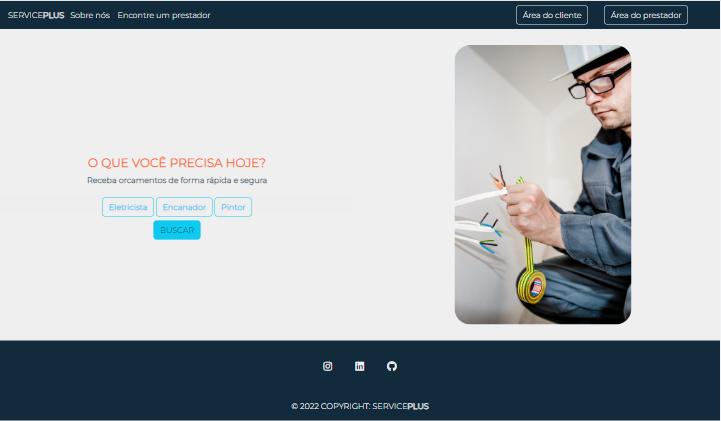 SERVICEPLUS Sobre nós Encontre um prestador Área do cliente Área do prestador
O QUE VOCÊ PRECISA HOJE?
Receba orcamentos de forma rápida e segura
Eletricista Encanador Pintor
BUSCAR
© 2022 COPYRIGHT: SERVICEPLUS